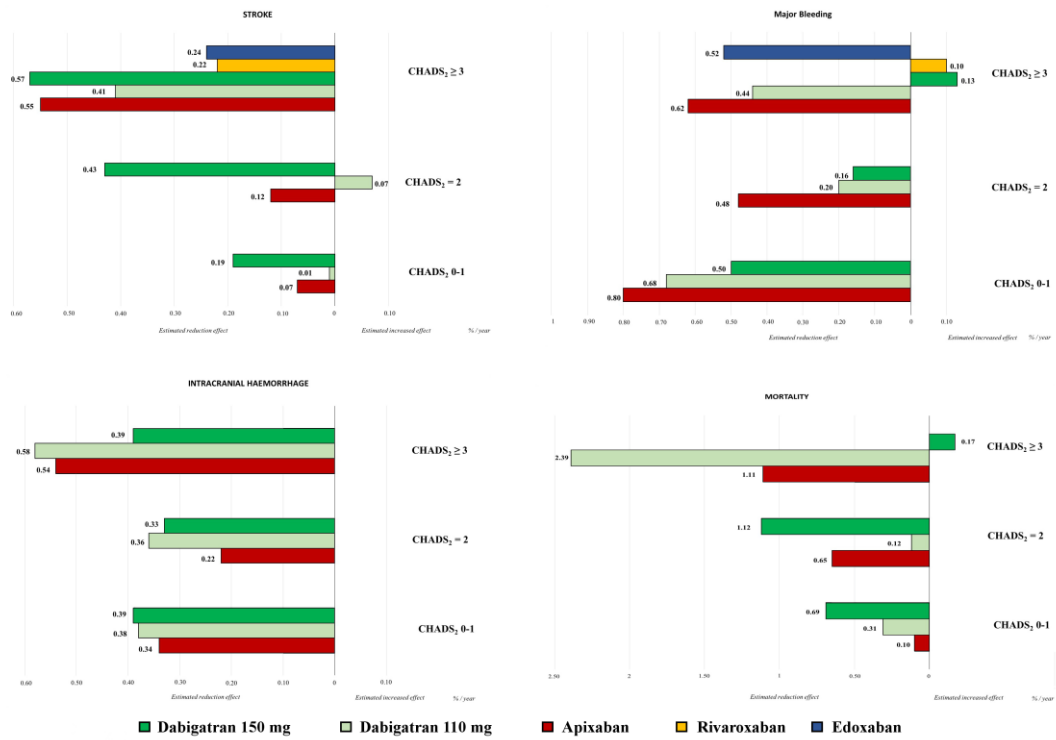 STROKE
0.24
0.22
0.57
0.41
0.55
CHADS₂ ≥ 3
0.43
0.07
0.12
CHADS₂ = 2
0.19
0.01
0.07
CHADS₂ 0-1
0.60 0.50 0.40 0.30 0.20 0.10 0 0.10
Estimated reduction effect Estimated increased effect % / year
Major Bleeding
0.52
0.10
0.13
0.44
0.62
CHADS₂ ≥ 3
0.16
0.20
0.48
CHADS₂ = 2
0.50
0.68
0.80
CHADS₂ 0-1
1 0.90 0.80 0.70 0.60 0.50 0.40 0.30 0.20 0.10 0 0.10
Estimated reduction effect Estimated increased effect % / year
INTRACRANIAL HAEMORRHAGE
0.39
0.58
0.54
CHADS₂ ≥ 3
0.33
0.36
0.22
CHADS₂ = 2
0.39
0.38
0.34
CHADS₂ 0-1
0.60 0.50 0.40 0.30 0.20 0.10 0 0.10
Estimated reduction effect Estimated increased effect % / year
MORTALITY
0.17
2.39
1.11
CHADS₂ ≥ 3
1.12
0.12
0.65
CHADS₂ = 2
0.69
0.31
0.10
CHADS₂ 0-1
2.50 2 1.50 1 0.50 0
Estimated reduction effect Estimated increased effect % / year
Dabigatran 150 mg Dabigatran 110 mg Apixaban Rivaroxaban Edoxaban